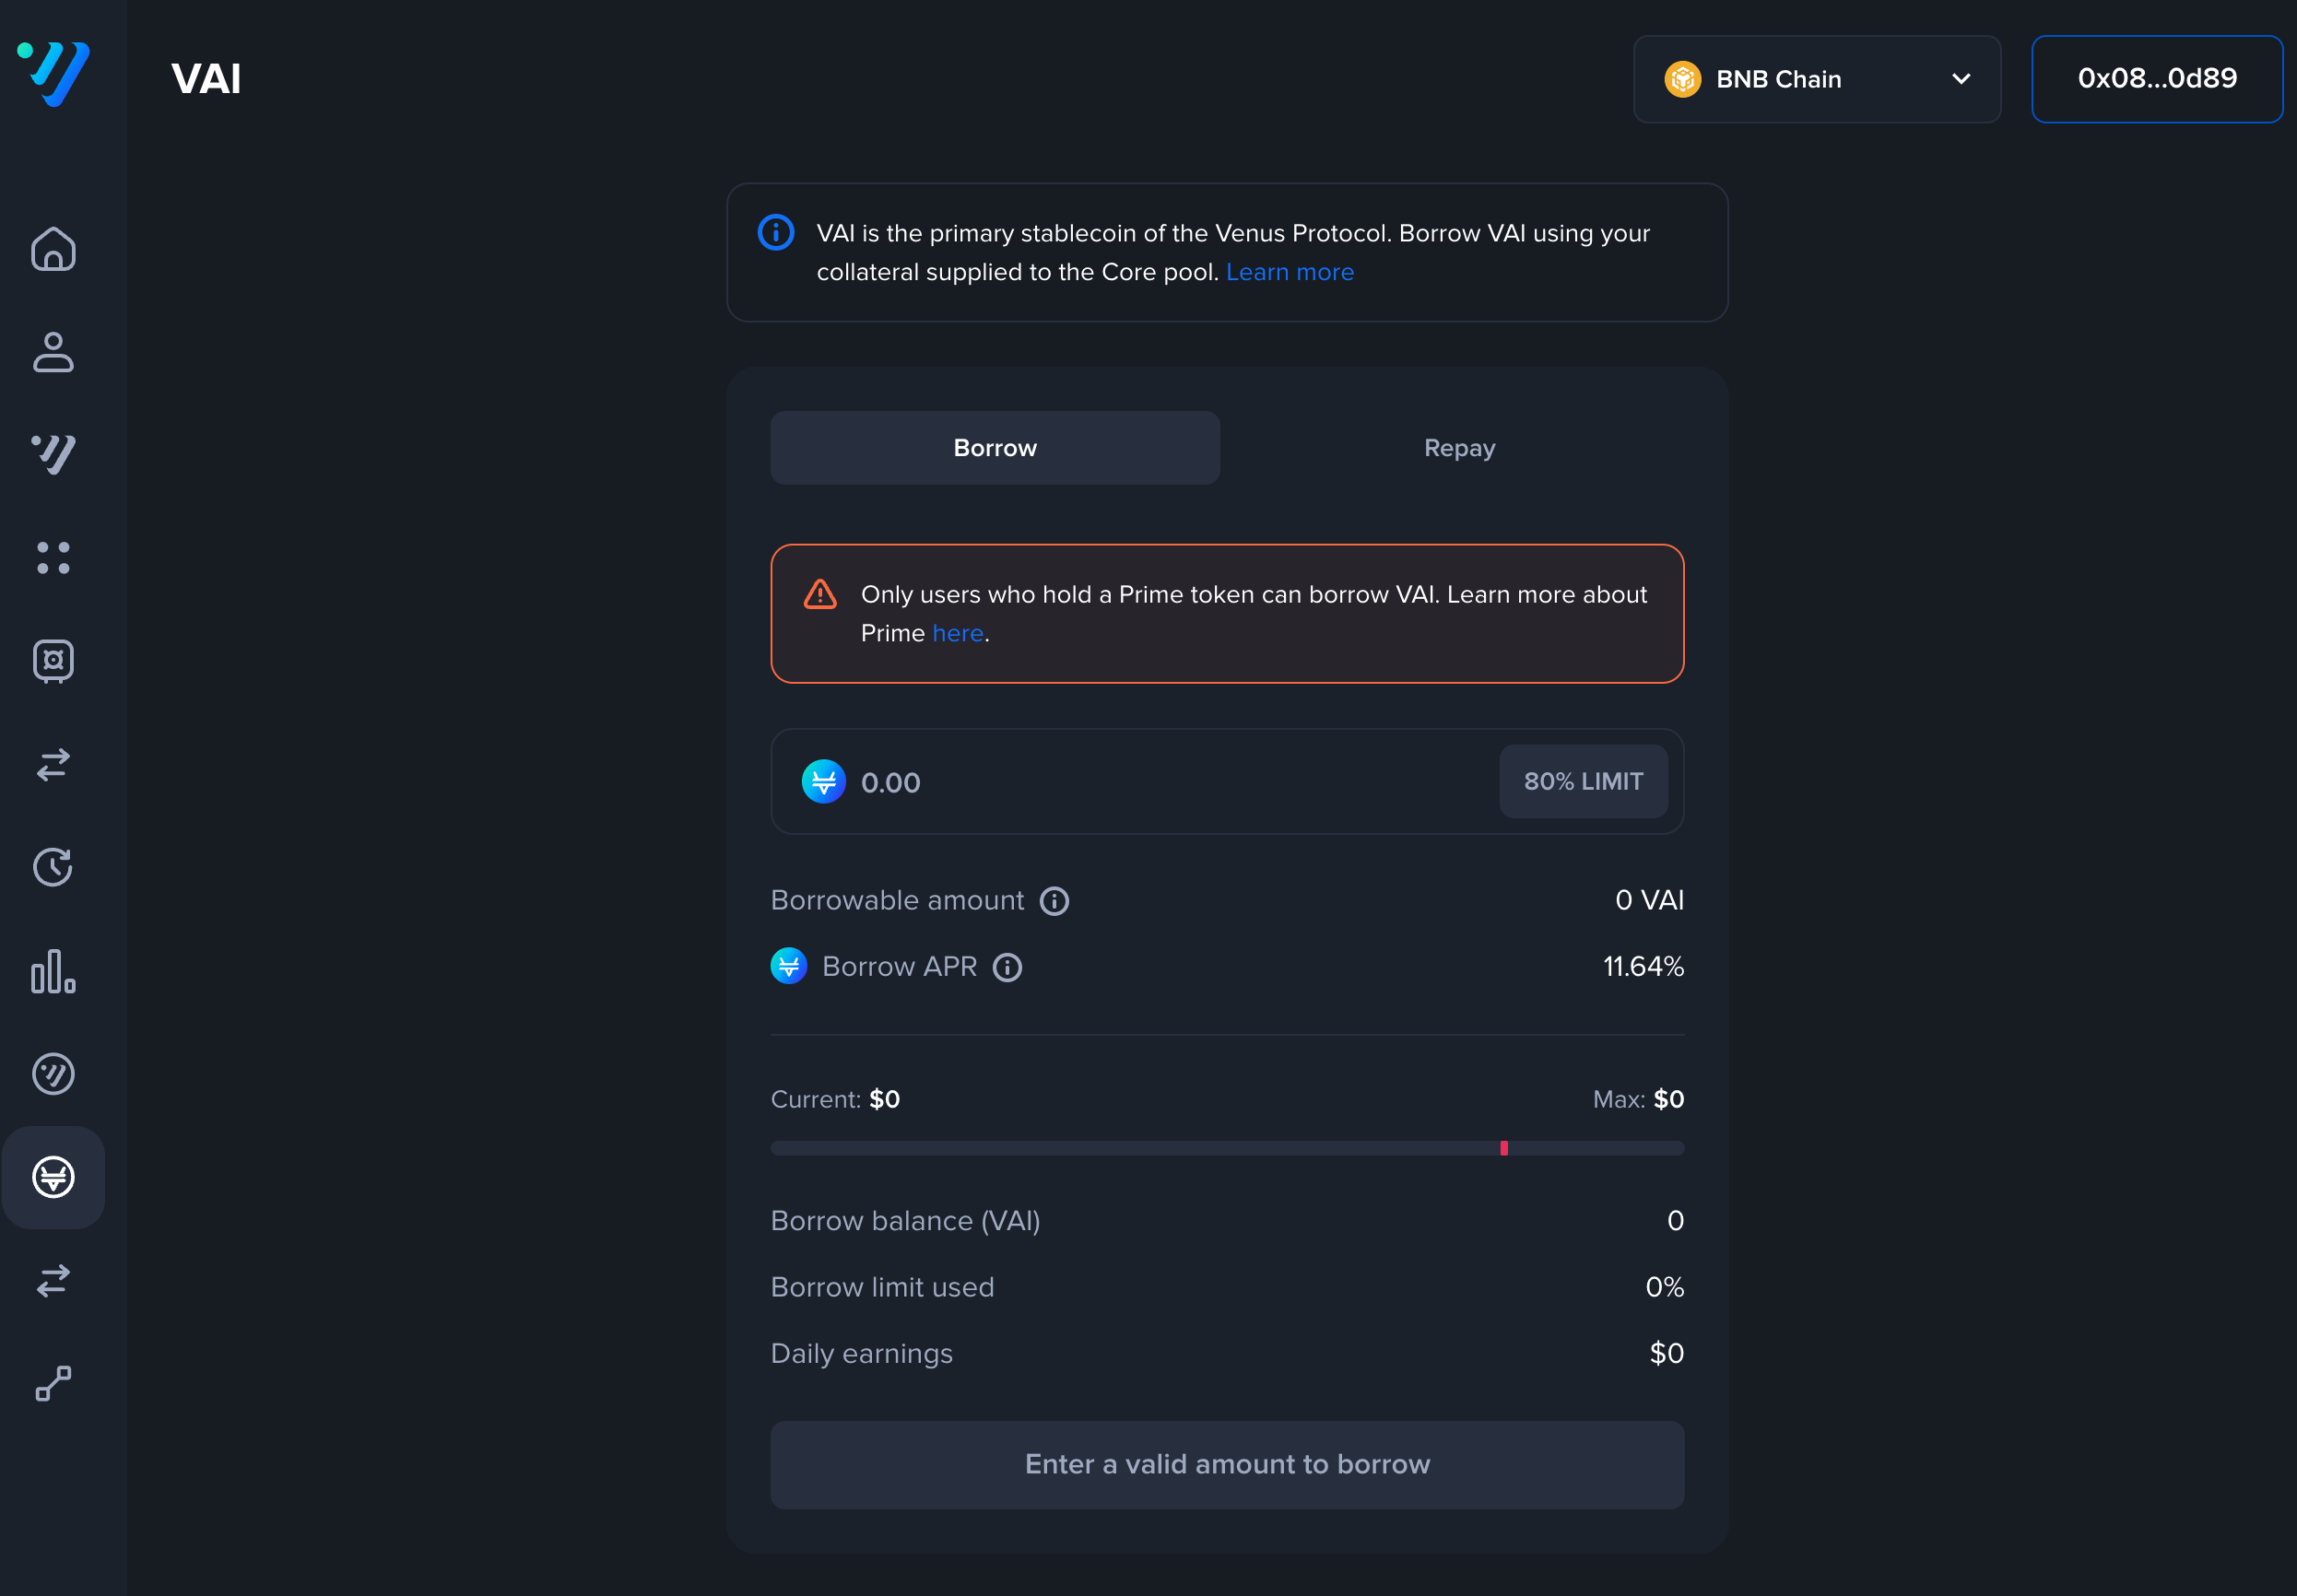 VAI
BNB Chain
0x08...0d89
VAI is the primary stablecoin of the Venus Protocol. Borrow VAI using your
collateral supplied to the Core pool. Learn more
Borrow
Repay
Only users who hold a Prime token can borrow VAI. Learn more about
Prime here.
0.00
80% LIMIT
Borrowable amount
0 VAI
Borrow APR
11.64%
Current: $0
Max: $0
Borrow balance (VAI)
0
Borrow limit used
0%
Daily earnings
$0
Enter a valid amount to borrow